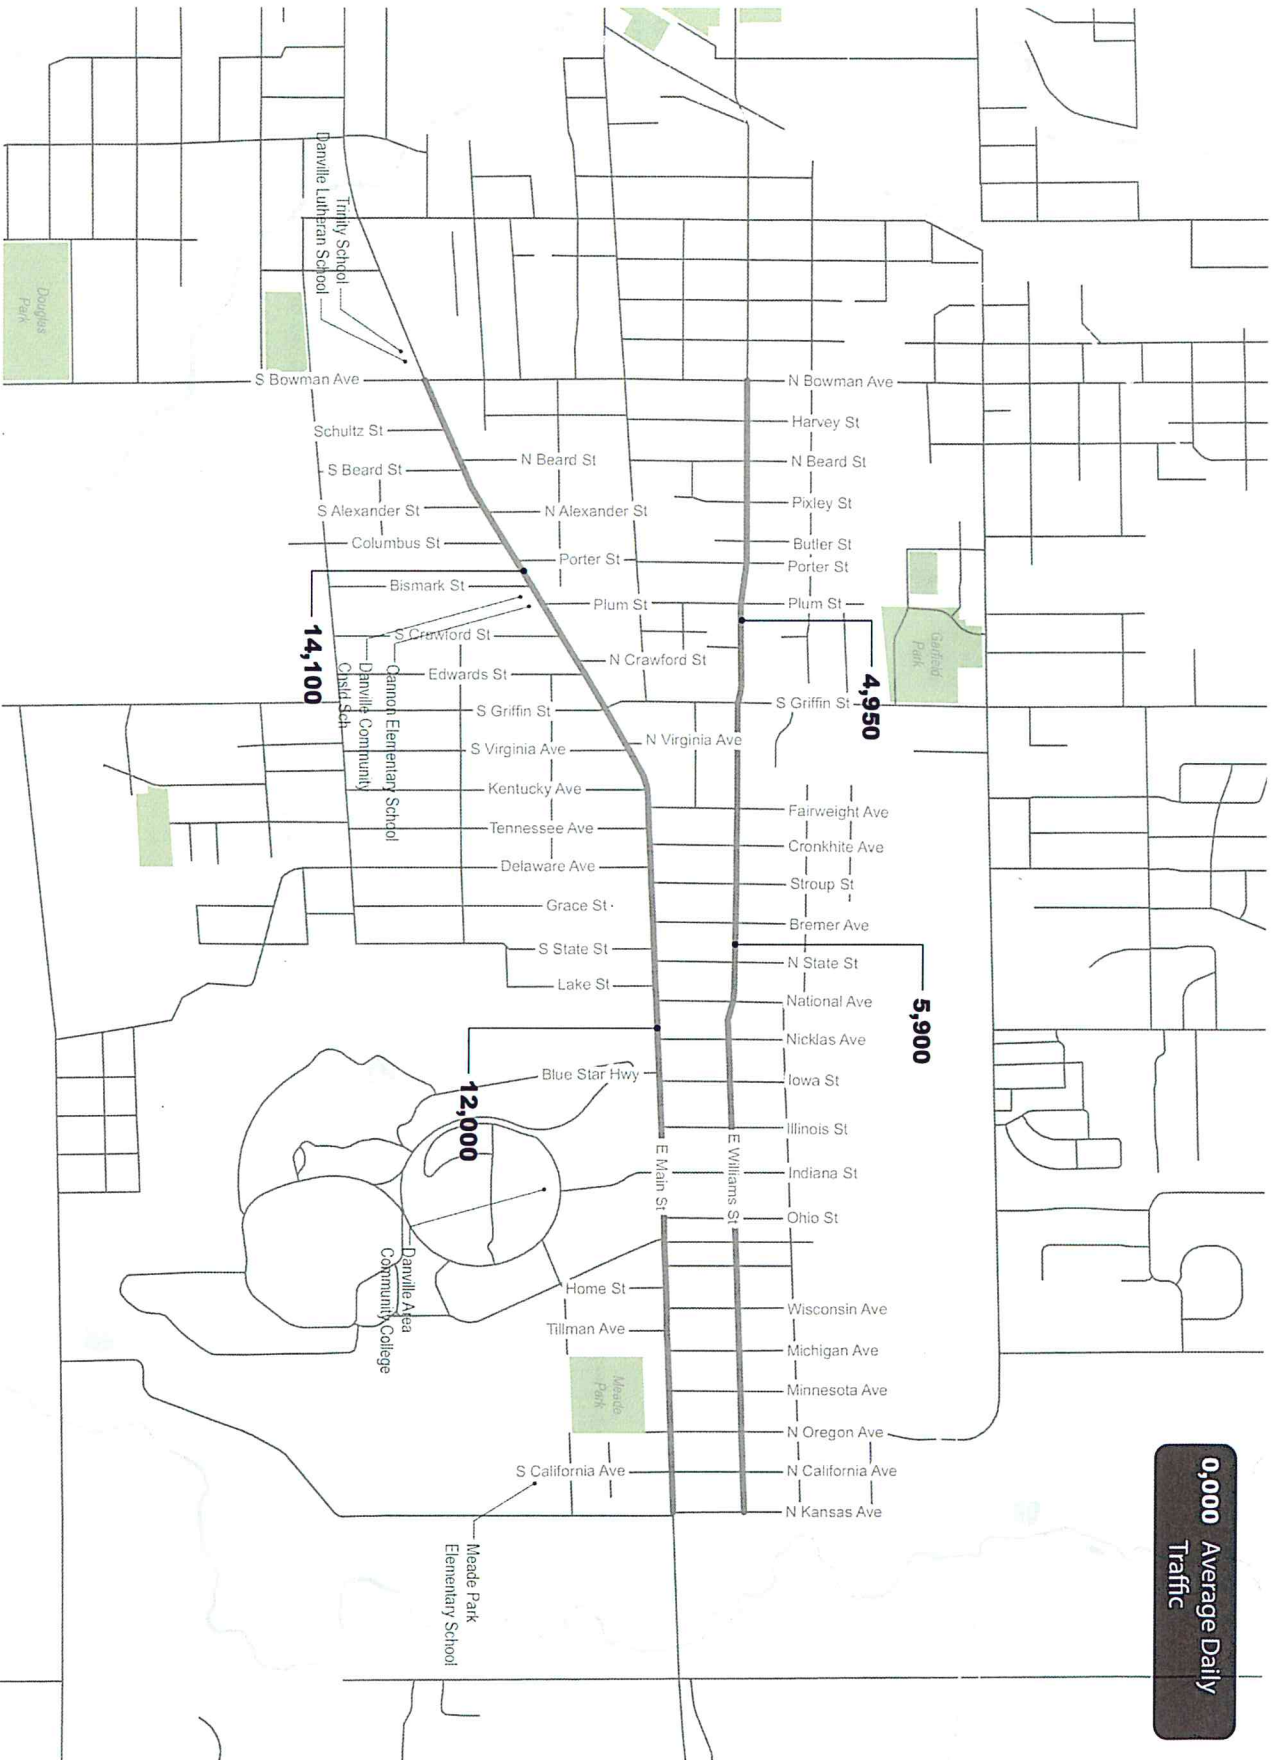 0,000 Average Daily
Traffic
Trinity School
Danville Lutheran School
Douglas
Park
S Bowman Ave
N Bowman Ave
Schultz St
Harvey St
S Beard St
N Beard St
N Beard St
Pixley St
S Alexander St
N Alexander St
Columbus St
Butler St
Porter St
Porter St
Bismark St
Plum St
Plum St
14,100
4,950
Garfield
Park
S Crawford St
N Crawford St
Edwards St
Cannon Elementary School
Danville Community
Cnsld Sch
S Griffin St
S Griffin St
S Virginia Ave
N Virginia Ave
Kentucky Ave
Fairweight Ave
Tennessee Ave
Cronkhite Ave
Delaware Ave
Stroup St
Grace St
Bremer Ave
S State St
N State St
Lake St
National Ave
5,900
Nicklas Ave
12,000
Blue Star Hwy
Iowa St
Illinois St
E Main St
E Williams St
Indiana St
Ohio St
Danville Area
Community College
Home St
Wisconsin Ave
Tillman Ave
Michigan Ave
Meade
Park
Minnesota Ave
N Oregon Ave
S California Ave
N California Ave
N Kansas Ave
Meade Park
Elementary School